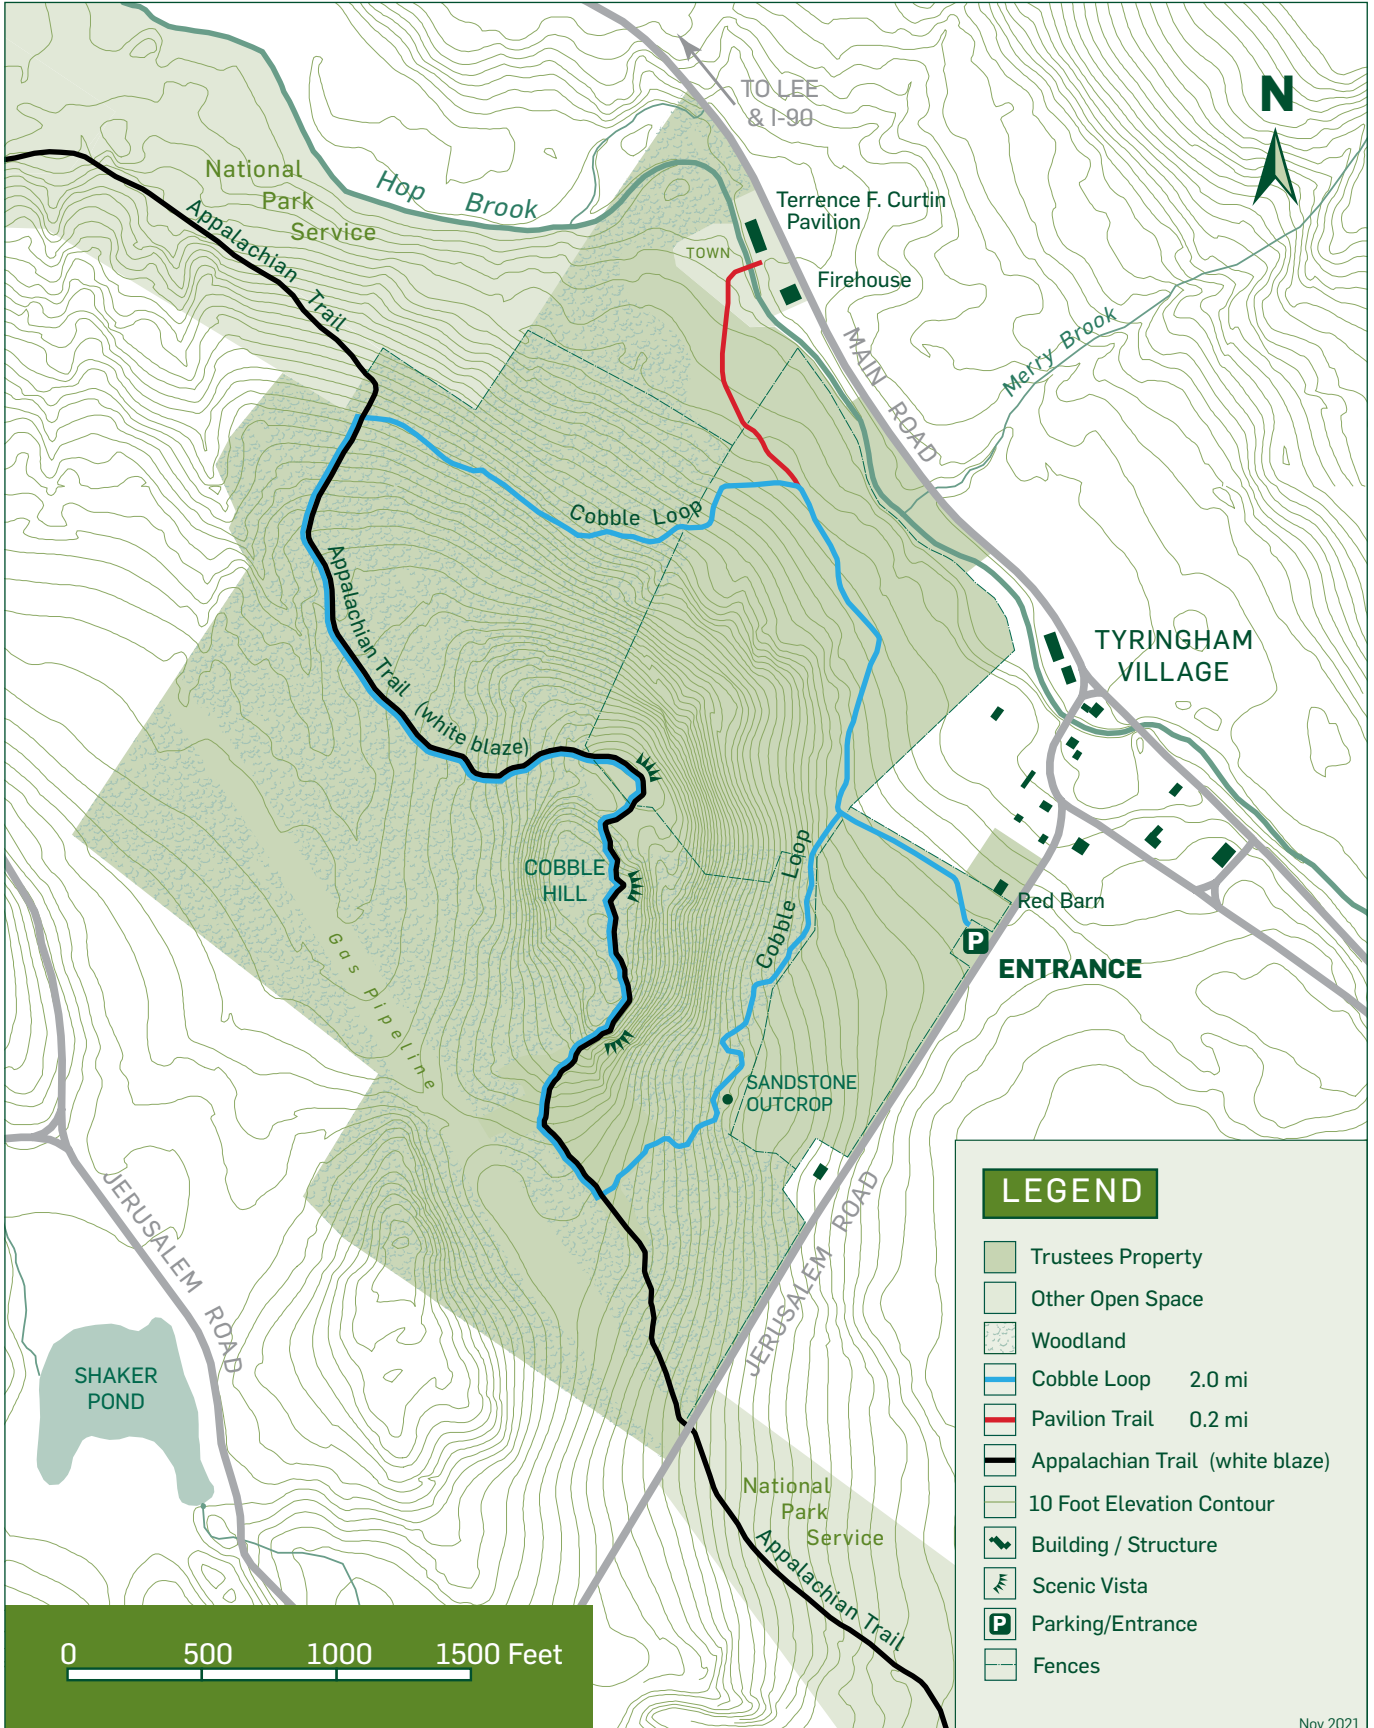 N
TO LEE
& I-90
National
Park
Service
Hop Brook
Appalachian Trail
Terrence F. Curtin
Pavilion
TOWN
Firehouse
MAIN ROAD
Merry Brook
Cobble Loop
Appalachian Trail (white blaze)
TYRINGHAM
VILLAGE
COBBLE
HILL
Cobble Loop
Red Barn
P
ENTRANCE
Gas Pipeline
SANDSTONE
OUTCROP
JERUSALEM ROAD
JERUSALEM ROAD
SHAKER
POND
National
Park
Service
Appalachian Trail
LEGEND
Trustees Property
Other Open Space
Woodland
Cobble Loop 2.0 mi
Pavilion Trail 0.2 mi
Appalachian Trail (white blaze)
10 Foot Elevation Contour
Building / Structure
Scenic Vista
P Parking/Entrance
Fences
0 500 1000 1500 Feet
Nov 2021